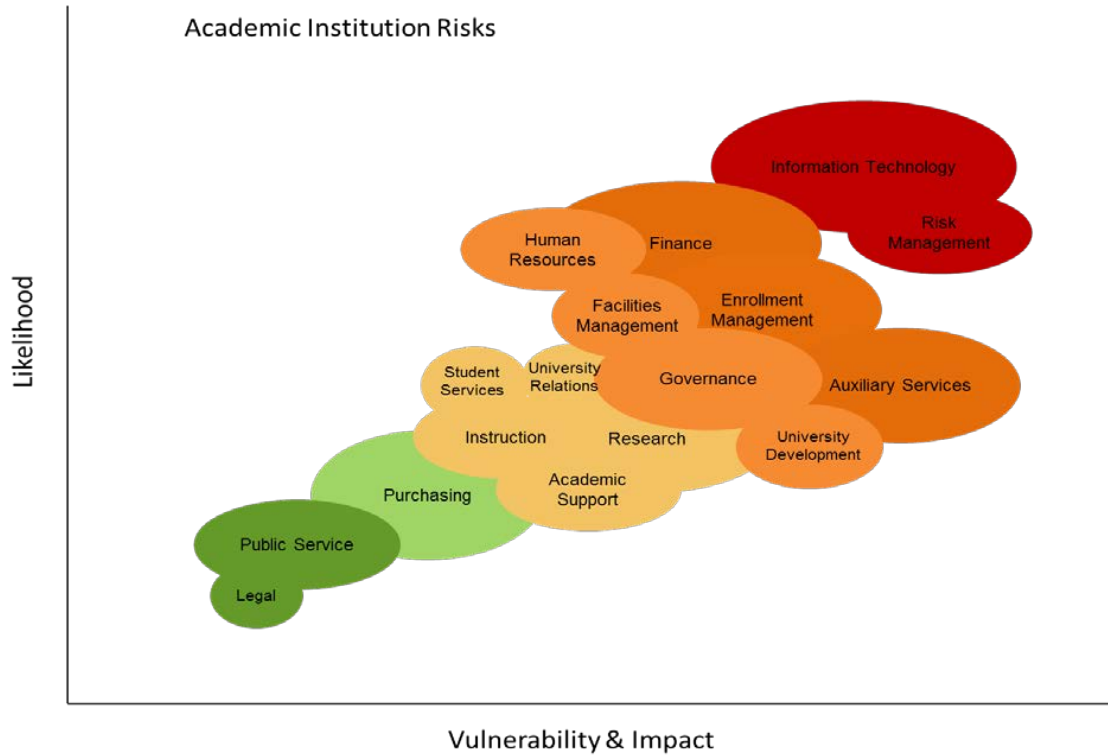 Academic Institution Risks
Information Technology
Risk
Management
Human
Resources
Finance
Facilities
Management
Enrollment
Management
Student
Services
University
Relations
Governance
Auxiliary Services
Instruction
Research
University
Development
Academic
Support
Purchasing
Public Service
Legal
Likelihood
Vulnerability & Impact